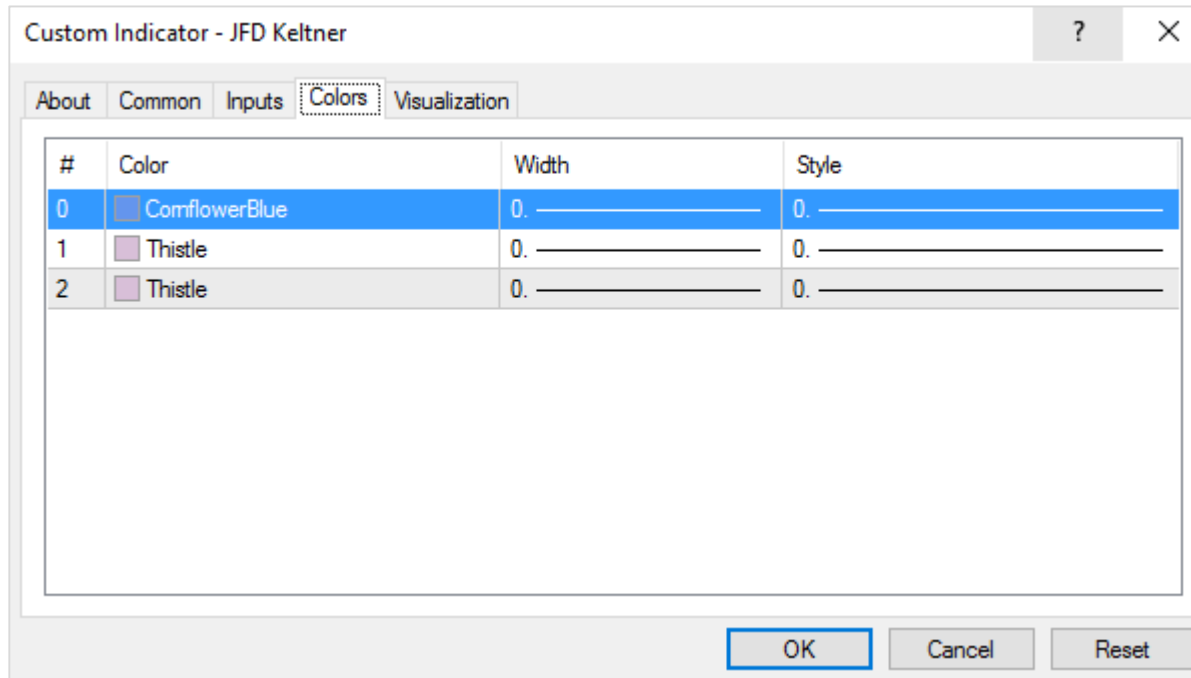 Custom Indicator - JFD Keltner ?
About Common Inputs Colors Visualization
# Color Width Style
0 CornflowerBlue 0. 0.
1 Thistle 0. 0.
2 Thistle 0. 0.
OK Cancel Reset